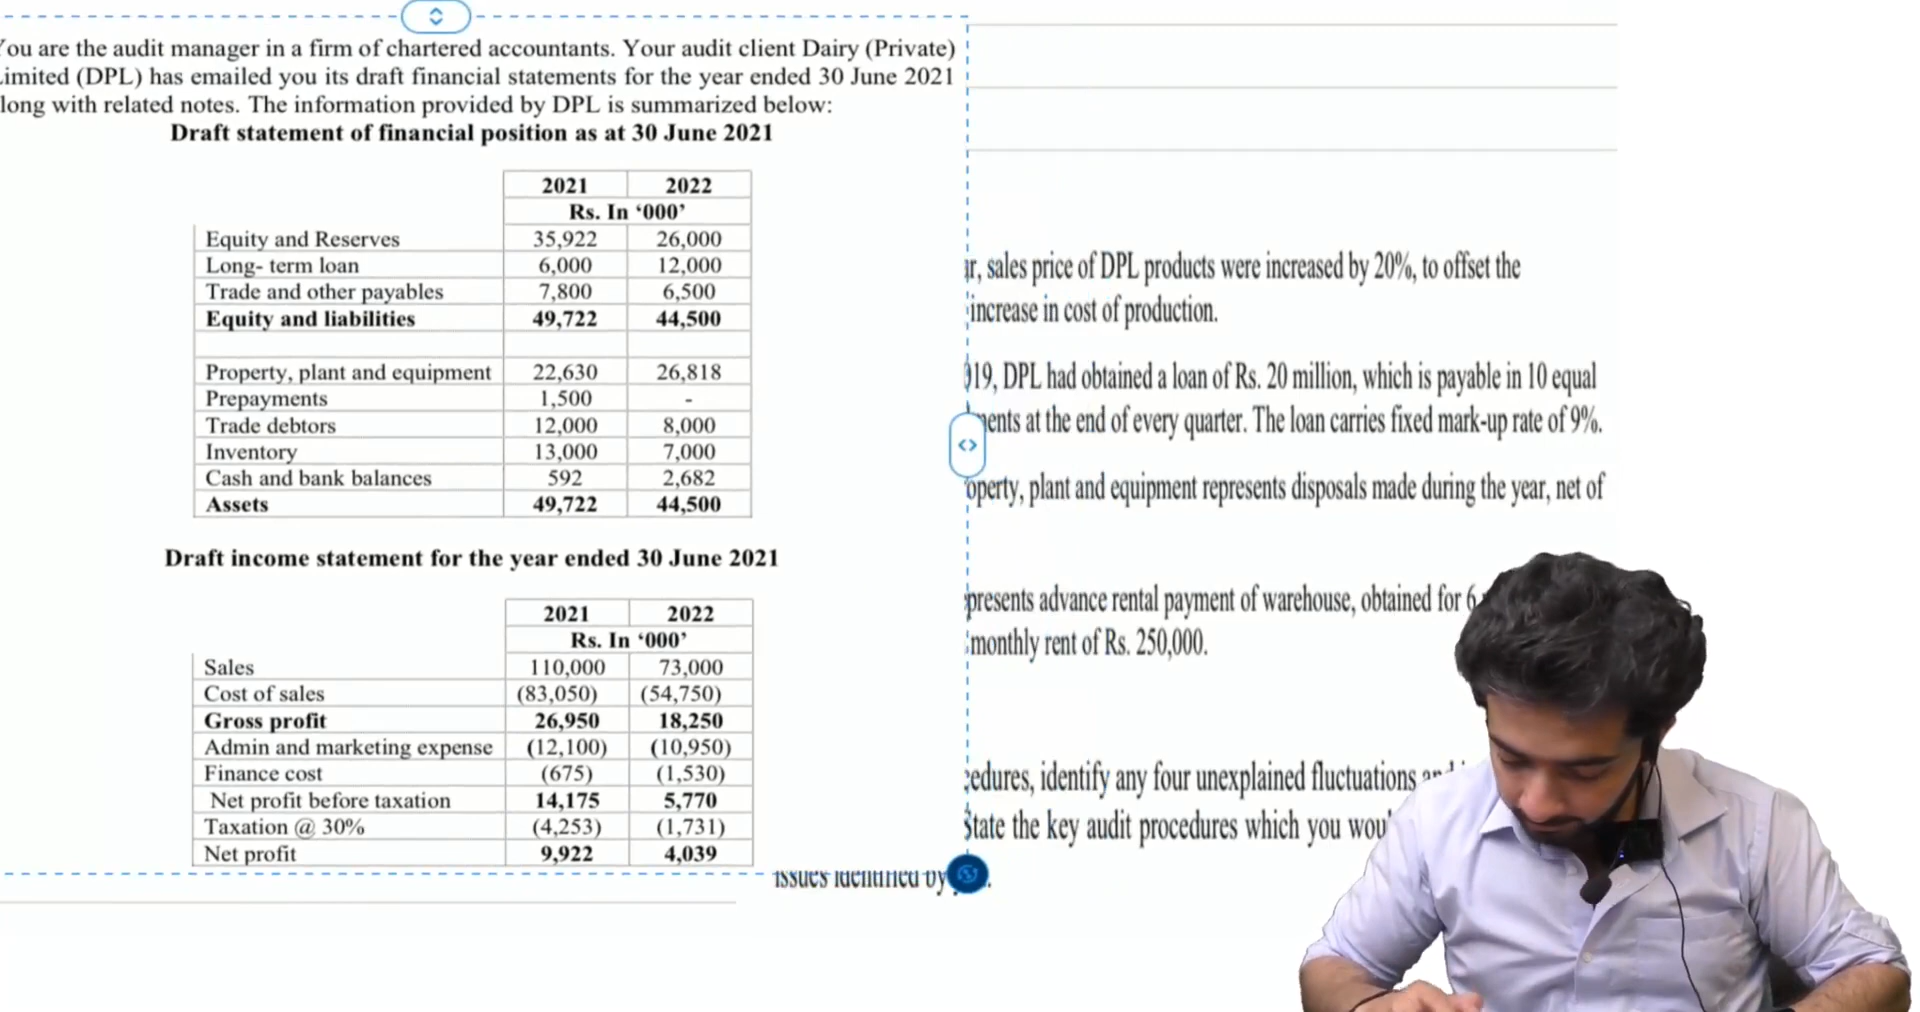 ou are the audit manager in a firm of chartered accountants. Your audit client Dairy (Private)
imited (DPL) has emailed you its draft financial statements for the year ended 30 June 2021
long with related notes. The information provided by DPL is summarized below:
Draft statement of financial position as at 30 June 2021
2021 2022
Rs. In ‘000’
Equity and Reserves 35,922 26,000
Long- term loan 6,000 12,000
Trade and other payables 7,800 6,500
Equity and liabilities 49,722 44,500
Property, plant and equipment 22,630 26,818
Prepayments 1,500 -
Trade debtors 12,000 8,000
Inventory 13,000 7,000
Cash and bank balances 592 2,682
Assets 49,722 44,500
Draft income statement for the year ended 30 June 2021
2021 2022
Rs. In ‘000’
Sales 110,000 73,000
Cost of sales (83,050) (54,750)
Gross profit 26,950 18,250
Admin and marketing expense (12,100) (10,950)
Finance cost (675) (1,530)
Net profit before taxation 14,175 5,770
Taxation @ 30% (4,253) (1,731)
Net profit 9,922 4,039
r, sales price of DPL products were increased by 20%, to offset the
increase in cost of production.
19, DPL had obtained a loan of Rs. 20 million, which is payable in 10 equal
ents at the end of every quarter. The loan carries fixed mark-up rate of 9%.
operty, plant and equipment represents disposals made during the year, net of
presents advance rental payment of warehouse, obtained for 6
monthly rent of Rs. 250,000.
edures, identify any four unexplained fluctuations
State the key audit procedures which you wou
issues identified by